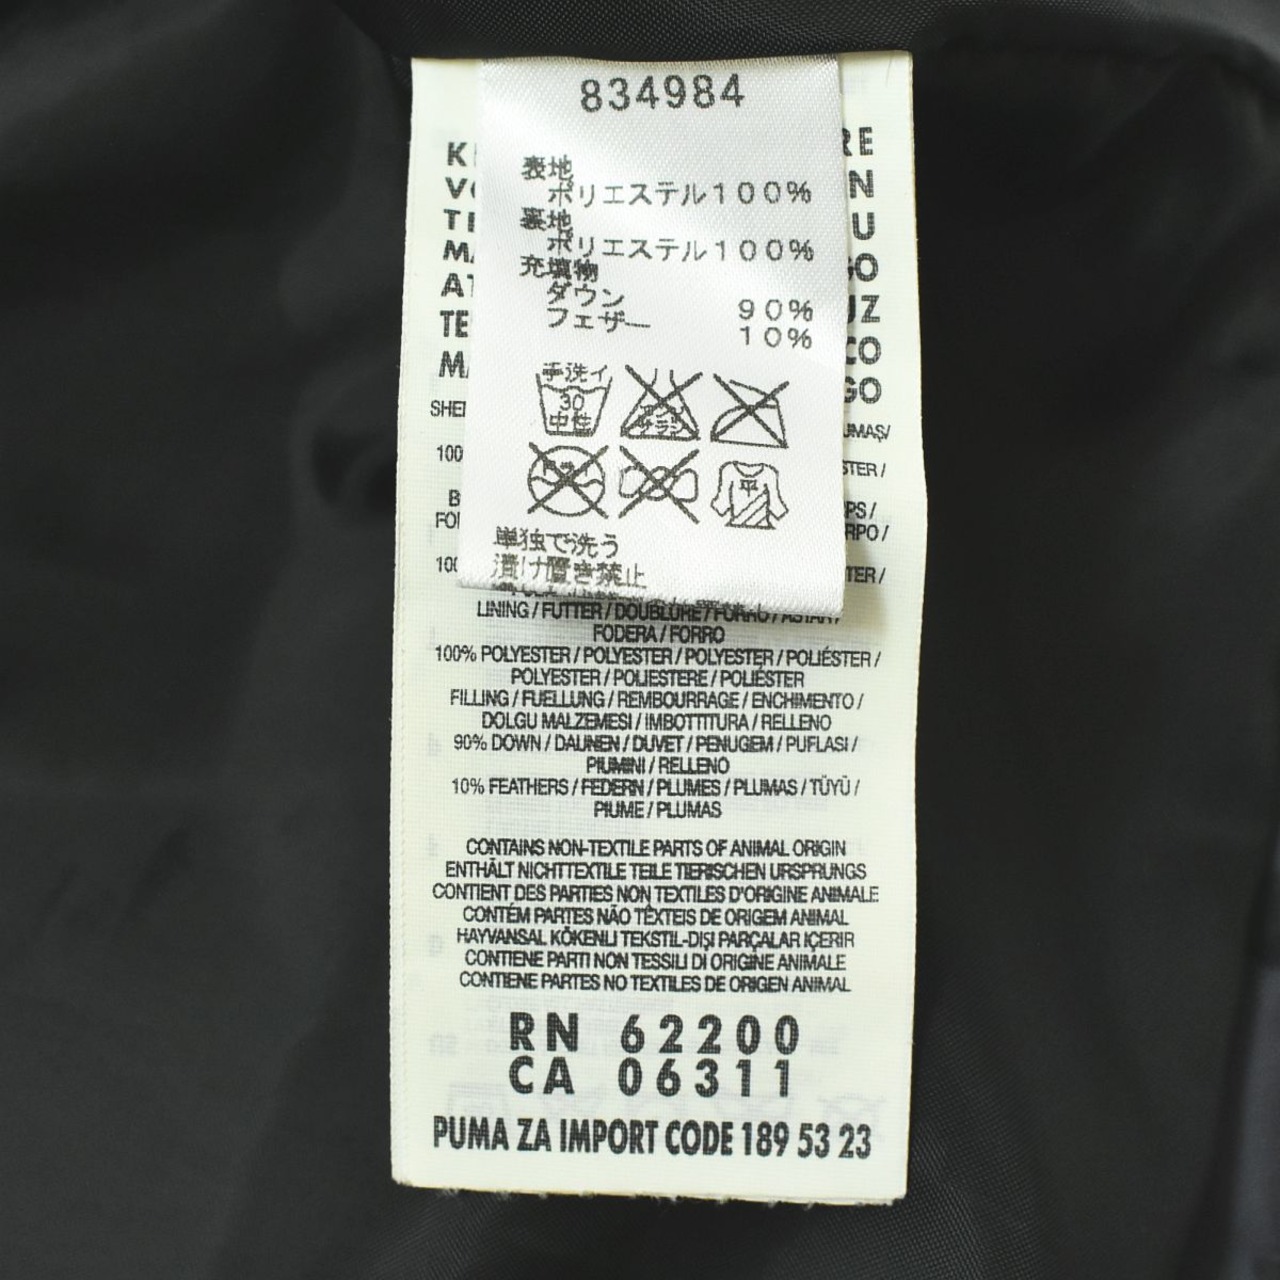 834984
表地
ポリエステル100%
裏地
ポリエステル100%
充填物
ダウン 90%
フェザー 10%
手洗イ
30
中性
エンソ
サラシ
平
単独で洗う
漬け置き禁止
LINING / FUTTER / DOUBLURE / FORRO / ASTAR /
FODERA / FORRO
100% POLYESTER / POLYESTER / POLYESTER / POLIÉSTER /
POLYESTER / POLIESTERE / POLIÉSTER
FILLING / FUELLUNG / REMBOURRAGE / ENCHIMENTO /
DOLGU MALZEMESI / IMBOTTITURA / RELLENO
90% DOWN / DAUNEN / DUVET / PENUGEM / PUFLASI /
PIUMINI / RELLENO
10% FEATHERS / FEDERN / PLUMES / PLUMAS / TÜYÜ /
PIUME / PLUMAS
CONTAINS NON-TEXTILE PARTS OF ANIMAL ORIGIN
ENTHÄLT NICHTTEXTILE TEILE TIERISCHEN URSPRUNGS
CONTIENT DES PARTIES NON TEXTILES D'ORIGINE ANIMALE
CONTÉM PARTES NÃO TÊXTEIS DE ORIGEM ANIMAL
HAYVANSAL KÖKENLI TEKSTIL-DIŞI PARÇALAR IÇERIR
CONTIENE PARTI NON TESSILI DI ORIGINE ANIMALE
CONTIENE PARTES NO TEXTILES DE ORIGEN ANIMAL
RN 62200
CA 06311
PUMA ZA IMPORT CODE 189 53 23